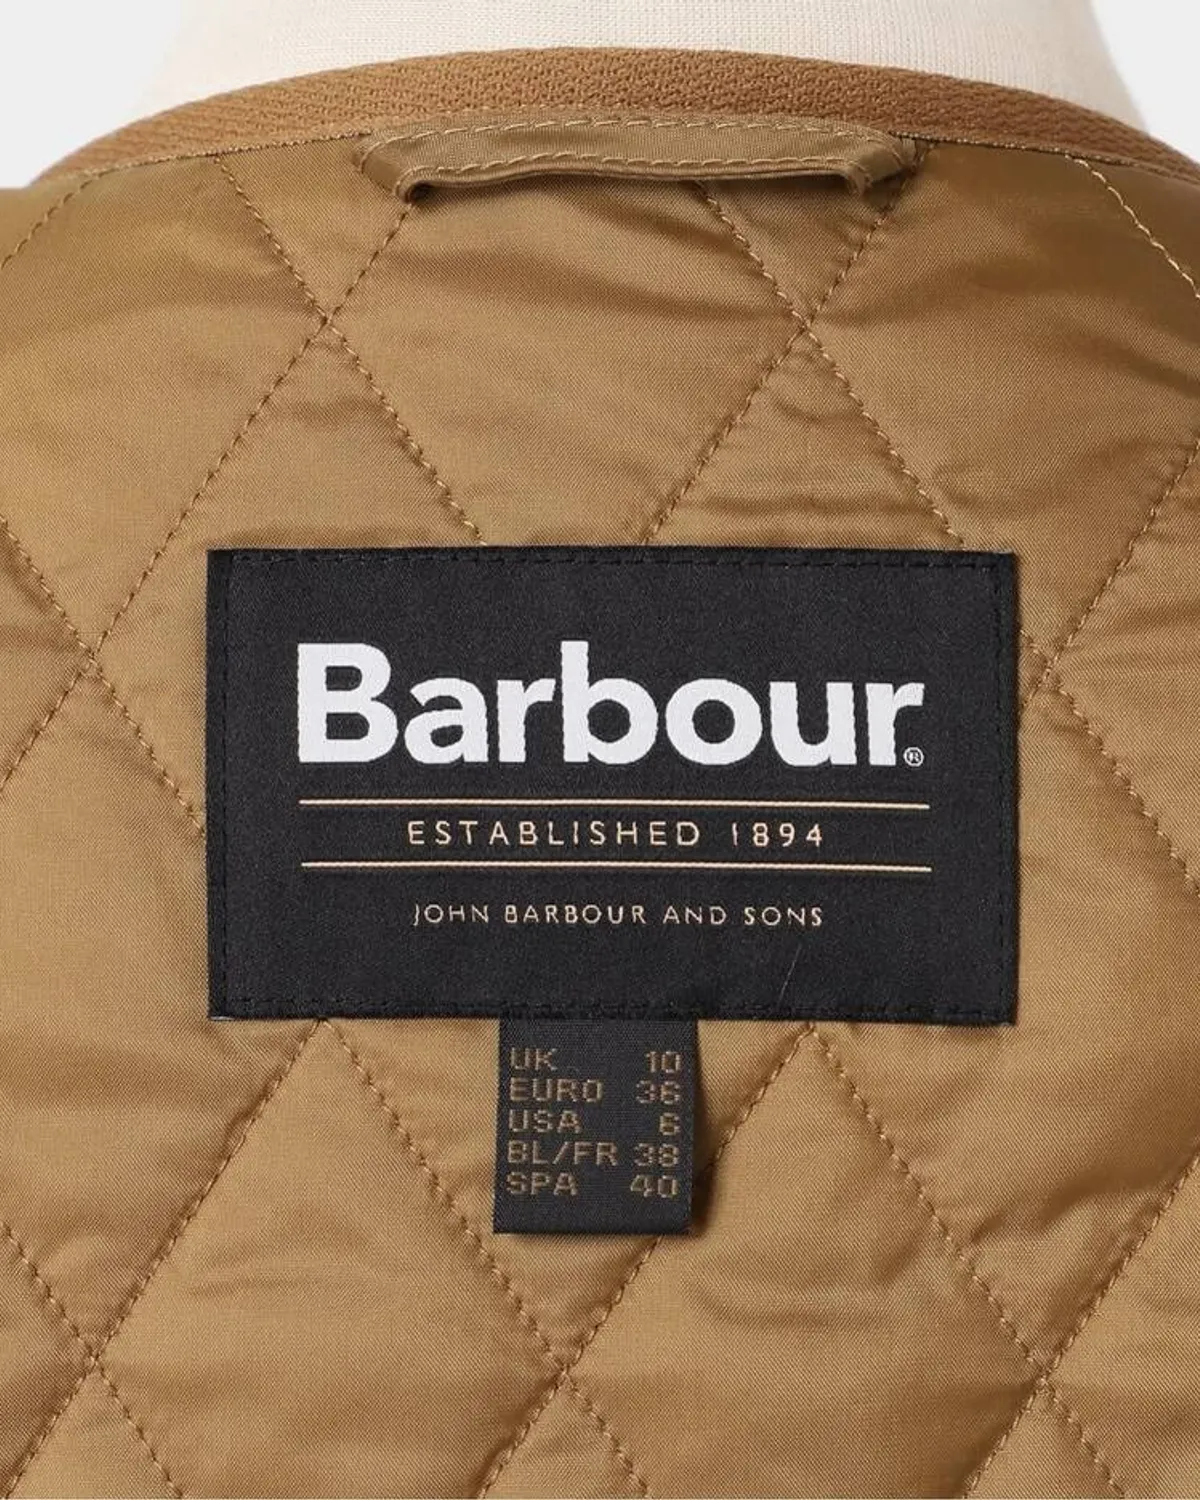 Barbour®
ESTABLISHED 1894
JOHN BARBOUR AND SONS
UK 10
EURO 36
USA 6
BL/FR 38
SPA 40